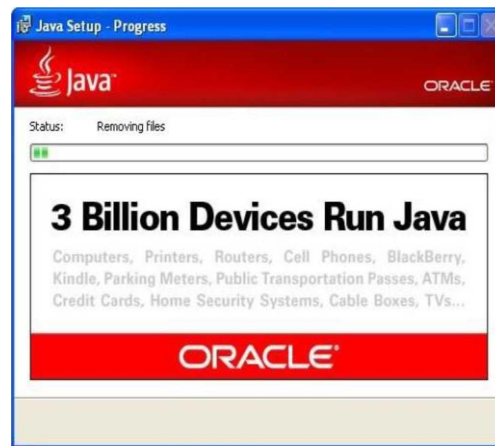 Java Setup - Progress
Java™
ORACLE
Status: Removing files
3 Billion Devices Run Java
Computers, Printers, Routers, Cell Phones, BlackBerry,
Kindle, Parking Meters, Public Transportation Passes, ATMs,
Credit Cards, Home Security Systems, Cable Boxes, TVs...
ORACLE®